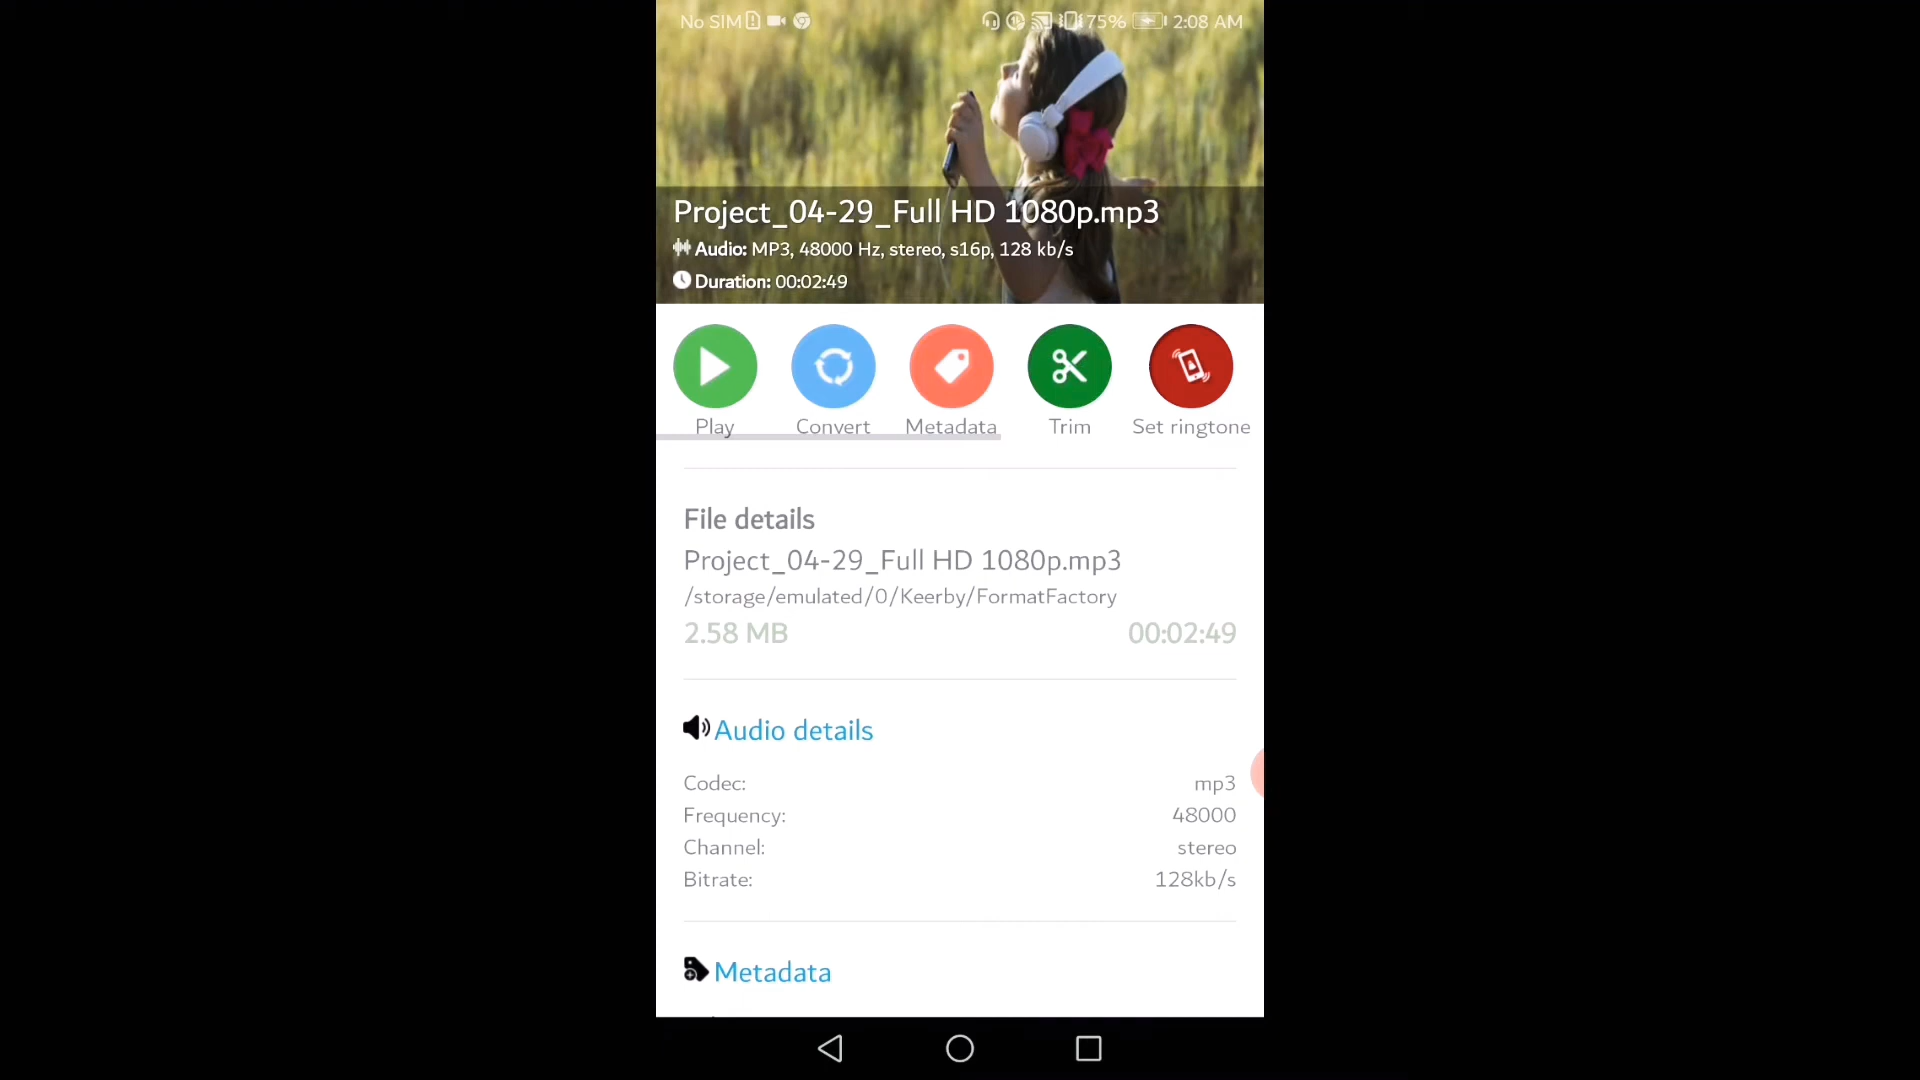 No SIM 75% 2:08 AM
Project_04-29_Full HD 1080p.mp3
Audio: MP3, 48000 Hz, stereo, s16p, 128 kb/s
Duration: 00:02:49
Play Convert Metadata Trim Set ringtone
File details
Project_04-29_Full HD 1080p.mp3
/storage/emulated/0/Keerby/FormatFactory
2.58 MB 00:02:49
Audio details
Codec: mp3
Frequency: 48000
Channel: stereo
Bitrate: 128kb/s
Metadata